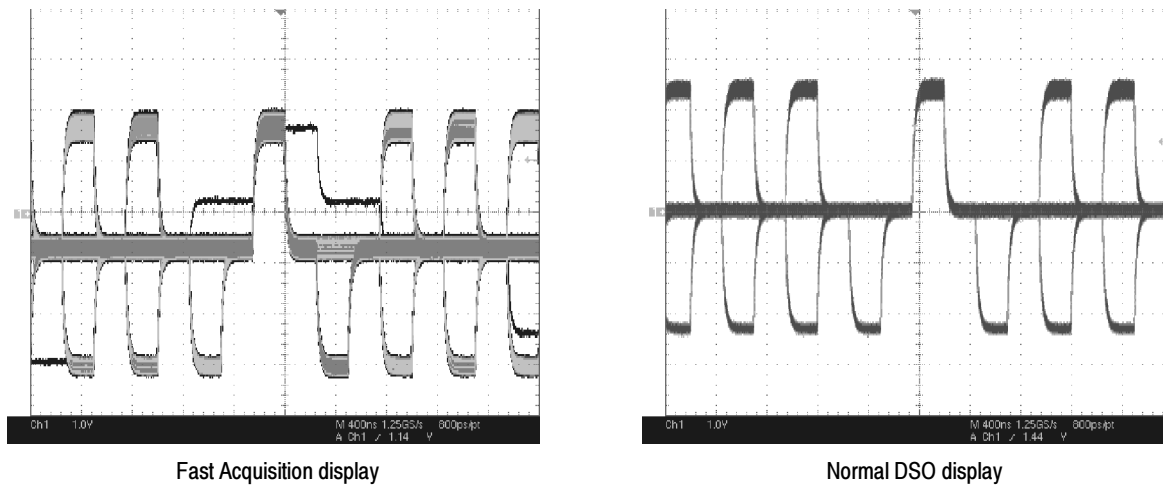 Ch1 1.0V M 400ns 1.25GS/s 800ps/pt
A Ch1 ∕ 1.14 V
Fast Acquisition display
Ch1 1.0V M 400ns 1.25GS/s 800ps/pt
A Ch1 ∕ 1.44 V
Normal DSO display